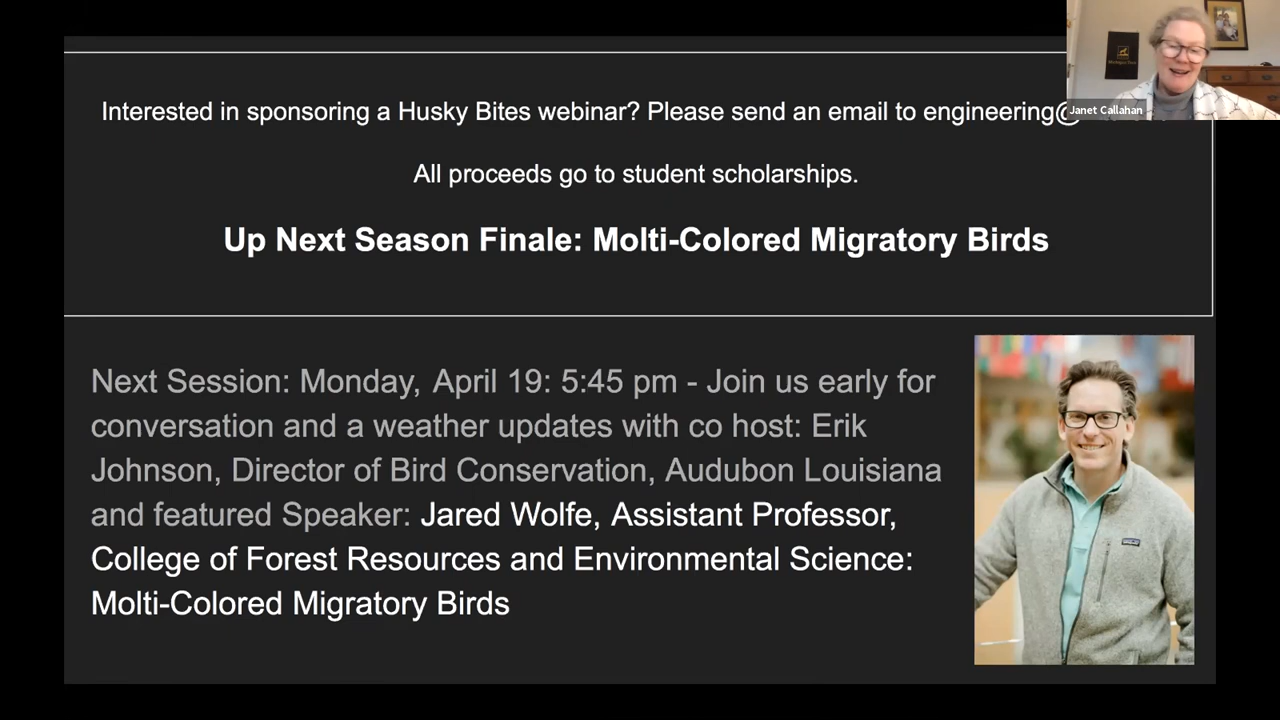 Interested in sponsoring a Husky Bites webinar? Please send an email to engineering@
Janet Callahan
All proceeds go to student scholarships.
Up Next Season Finale: Molti-Colored Migratory Birds
Next Session: Monday, April 19: 5:45 pm - Join us early for
conversation and a weather updates with co host: Erik
Johnson, Director of Bird Conservation, Audubon Louisiana
and featured Speaker: Jared Wolfe, Assistant Professor,
College of Forest Resources and Environmental Science:
Molti-Colored Migratory Birds